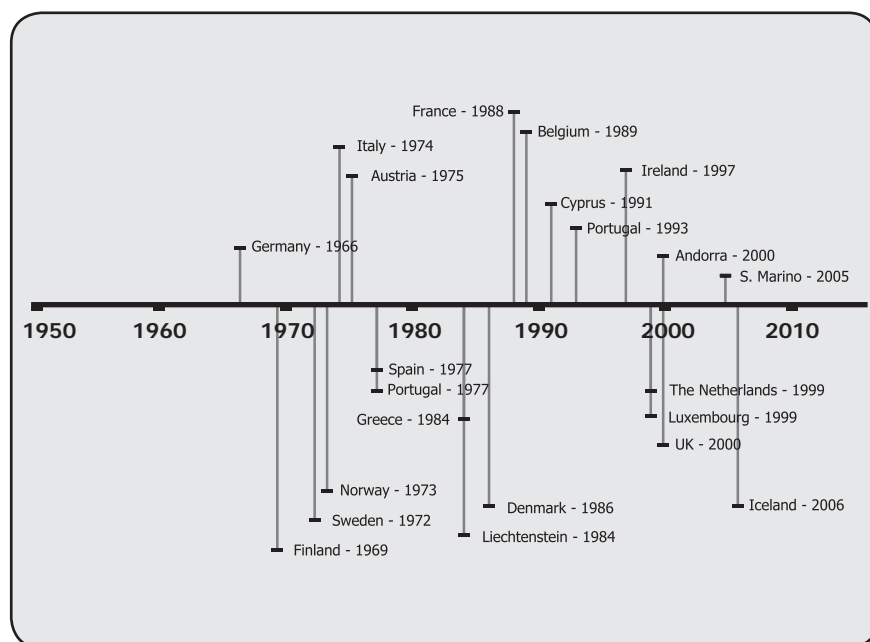 France - 1988
Belgium - 1989
Italy - 1974
Ireland - 1997
Austria - 1975
Cyprus - 1991
Portugal - 1993
Germany - 1966
Andorra - 2000
S. Marino - 2005
1950 1960 1970 1980 1990 2000 2010
Spain - 1977
Portugal - 1977
The Netherlands - 1999
Greece - 1984
Luxembourg - 1999
UK - 2000
Norway - 1973
Denmark - 1986
Iceland - 2006
Sweden - 1972
Liechtenstein - 1984
Finland - 1969